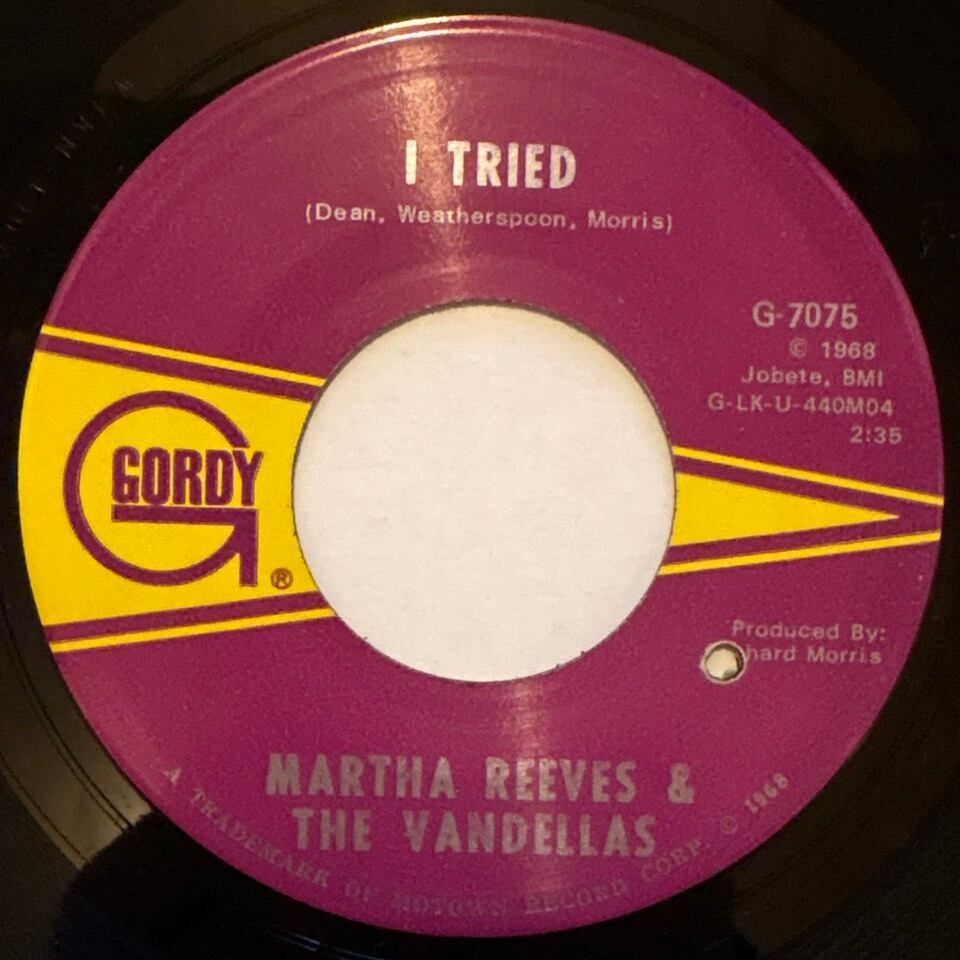 I TRIED
(Dean, Weatherspoon, Morris)
G-7075
© 1968
Jobete, BMI
G-LK-U-440M04
2:35
GORDY
®
Produced By:
hard Morris
MARTHA REEVES &
THE VANDELLAS
A TRADEMARK OF MOTOWN RECORD CORP. © 1968